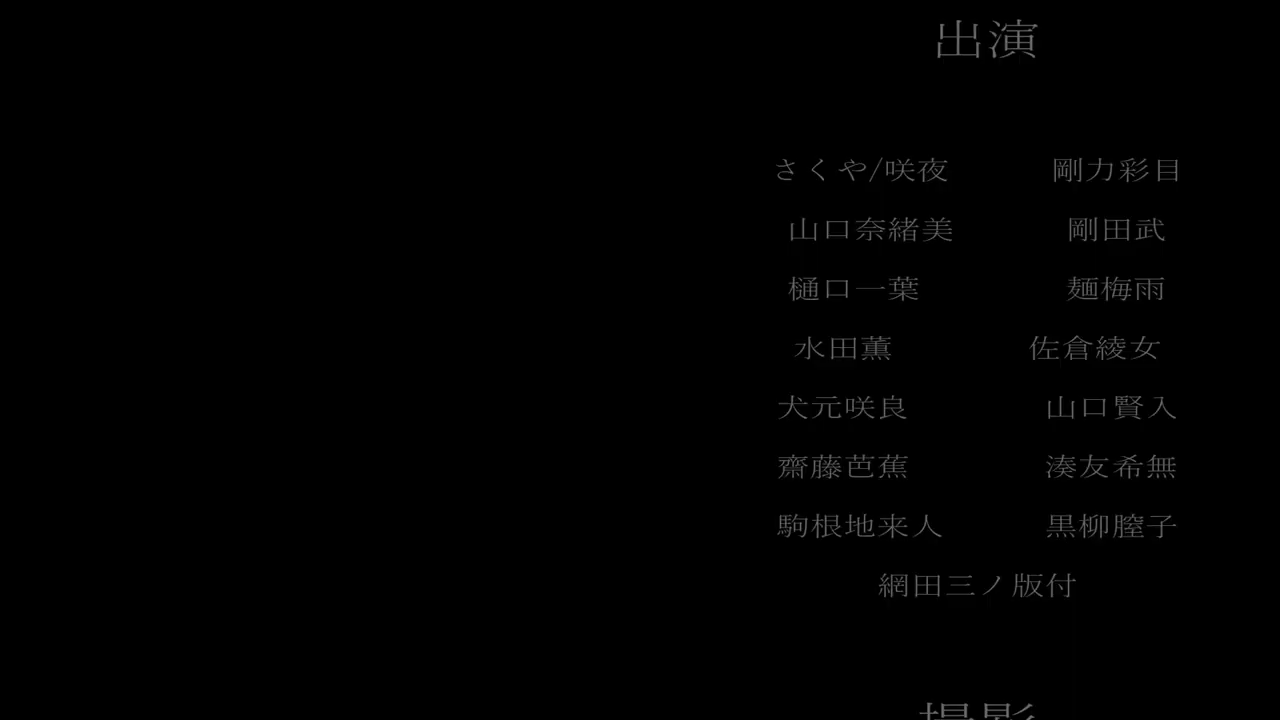 出演
さくや/咲夜 剛力彩目
山口奈緒美 剛田武
樋口一葉 麺梅雨
水田薫 佐倉綾女
犬元咲良 山口賢入
齋藤芭蕉 湊友希無
駒根地来人 黒柳膣子
網田三ノ版付
撮影